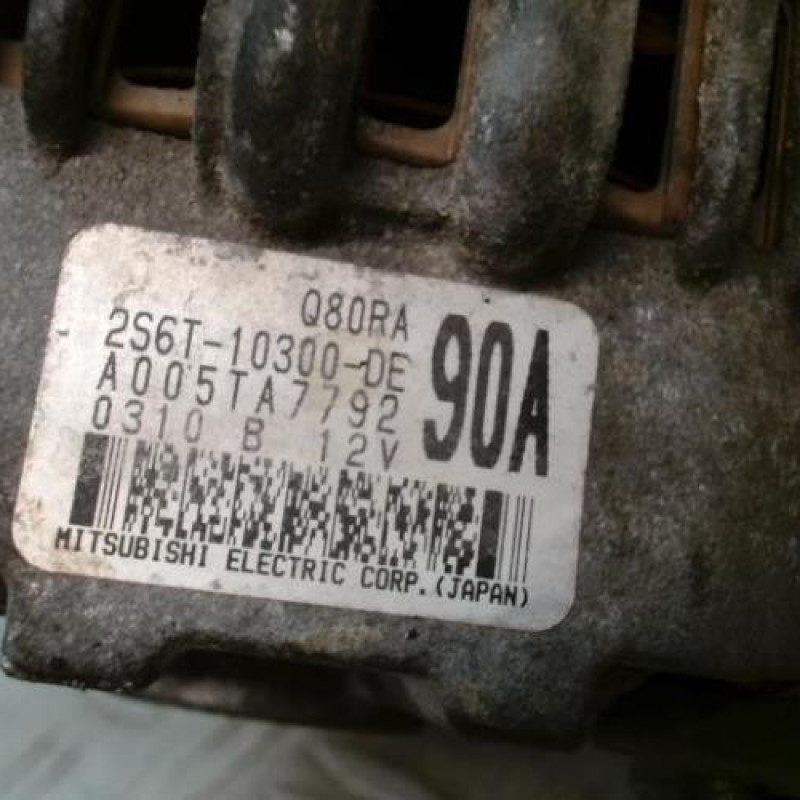 Q80RA
2S6T-10300-DE
90A
A005TA7792
0310 B 12V
MITSUBISHI ELECTRIC CORP.(JAPAN)